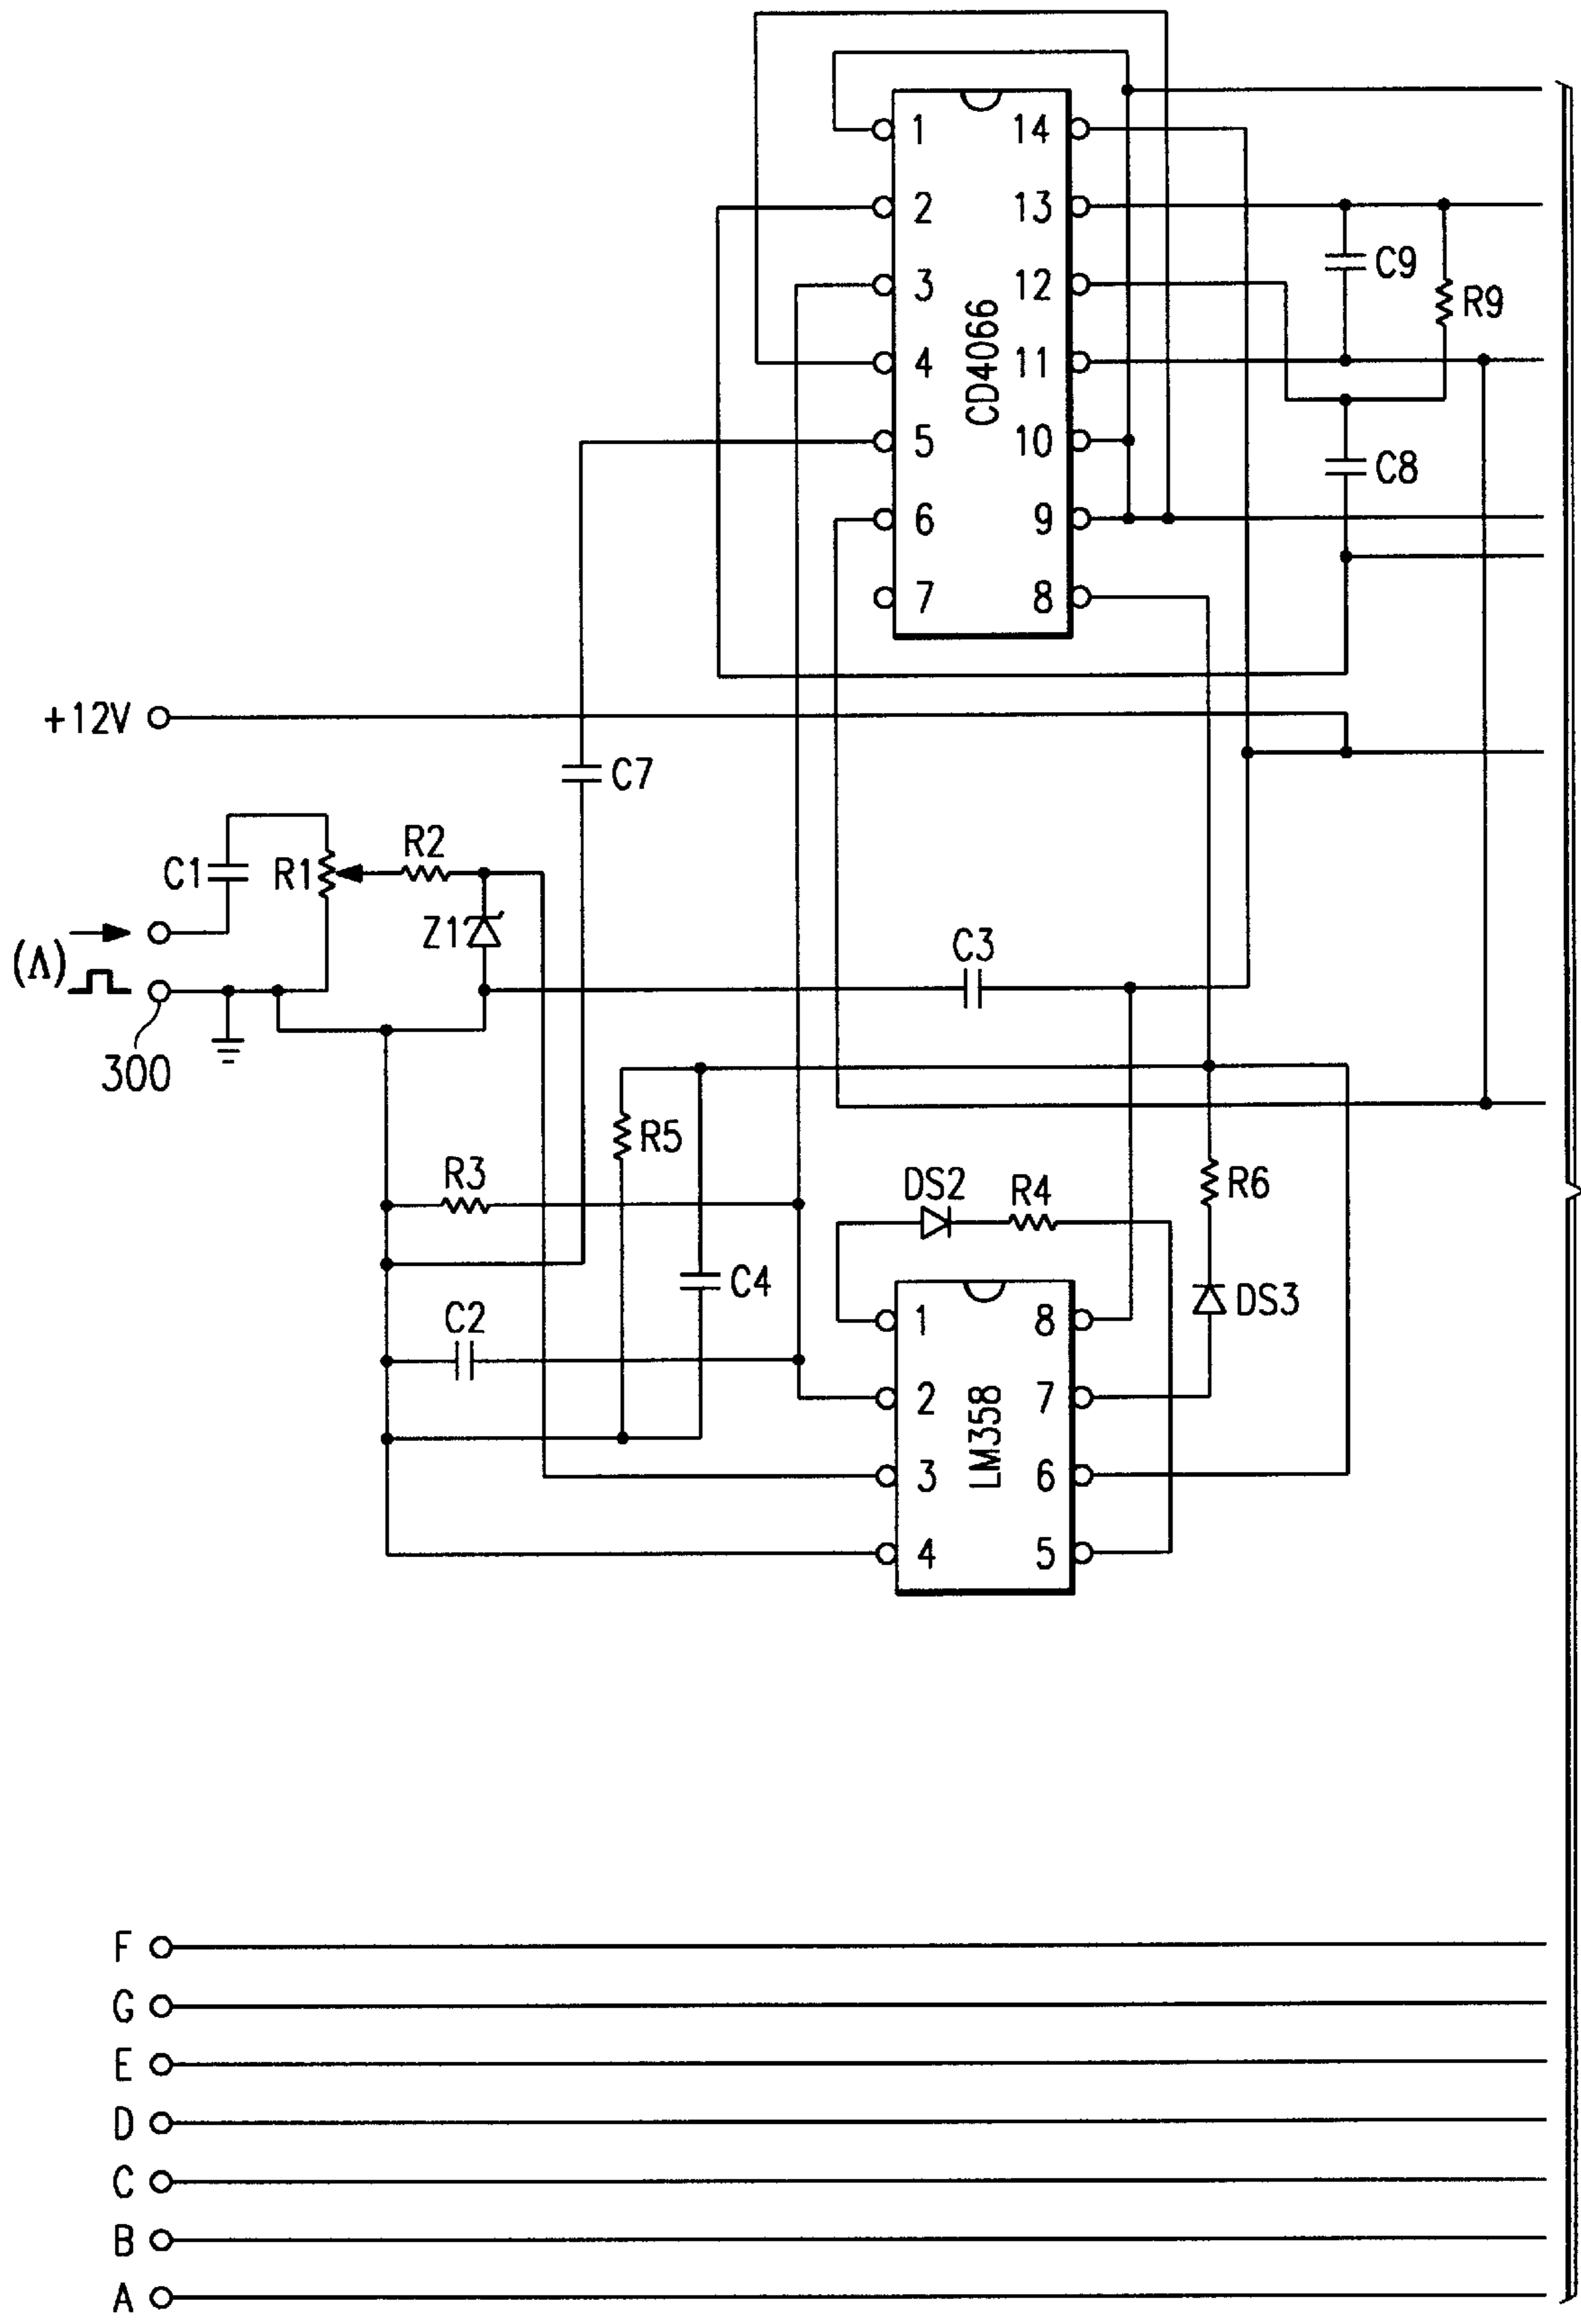 1 14
2 13
C9
3 12
R9
4 11
CD4066
5 10
C8
6 9
7 8
+12V
C7
R2
C1 R1
Z1
(Λ)
C3
300
R5
R3
DS2 R4 R6
C4
DS3
C2
1 8
2 7
LM358
3 6
4 5
F
G
E
D
C
B
A